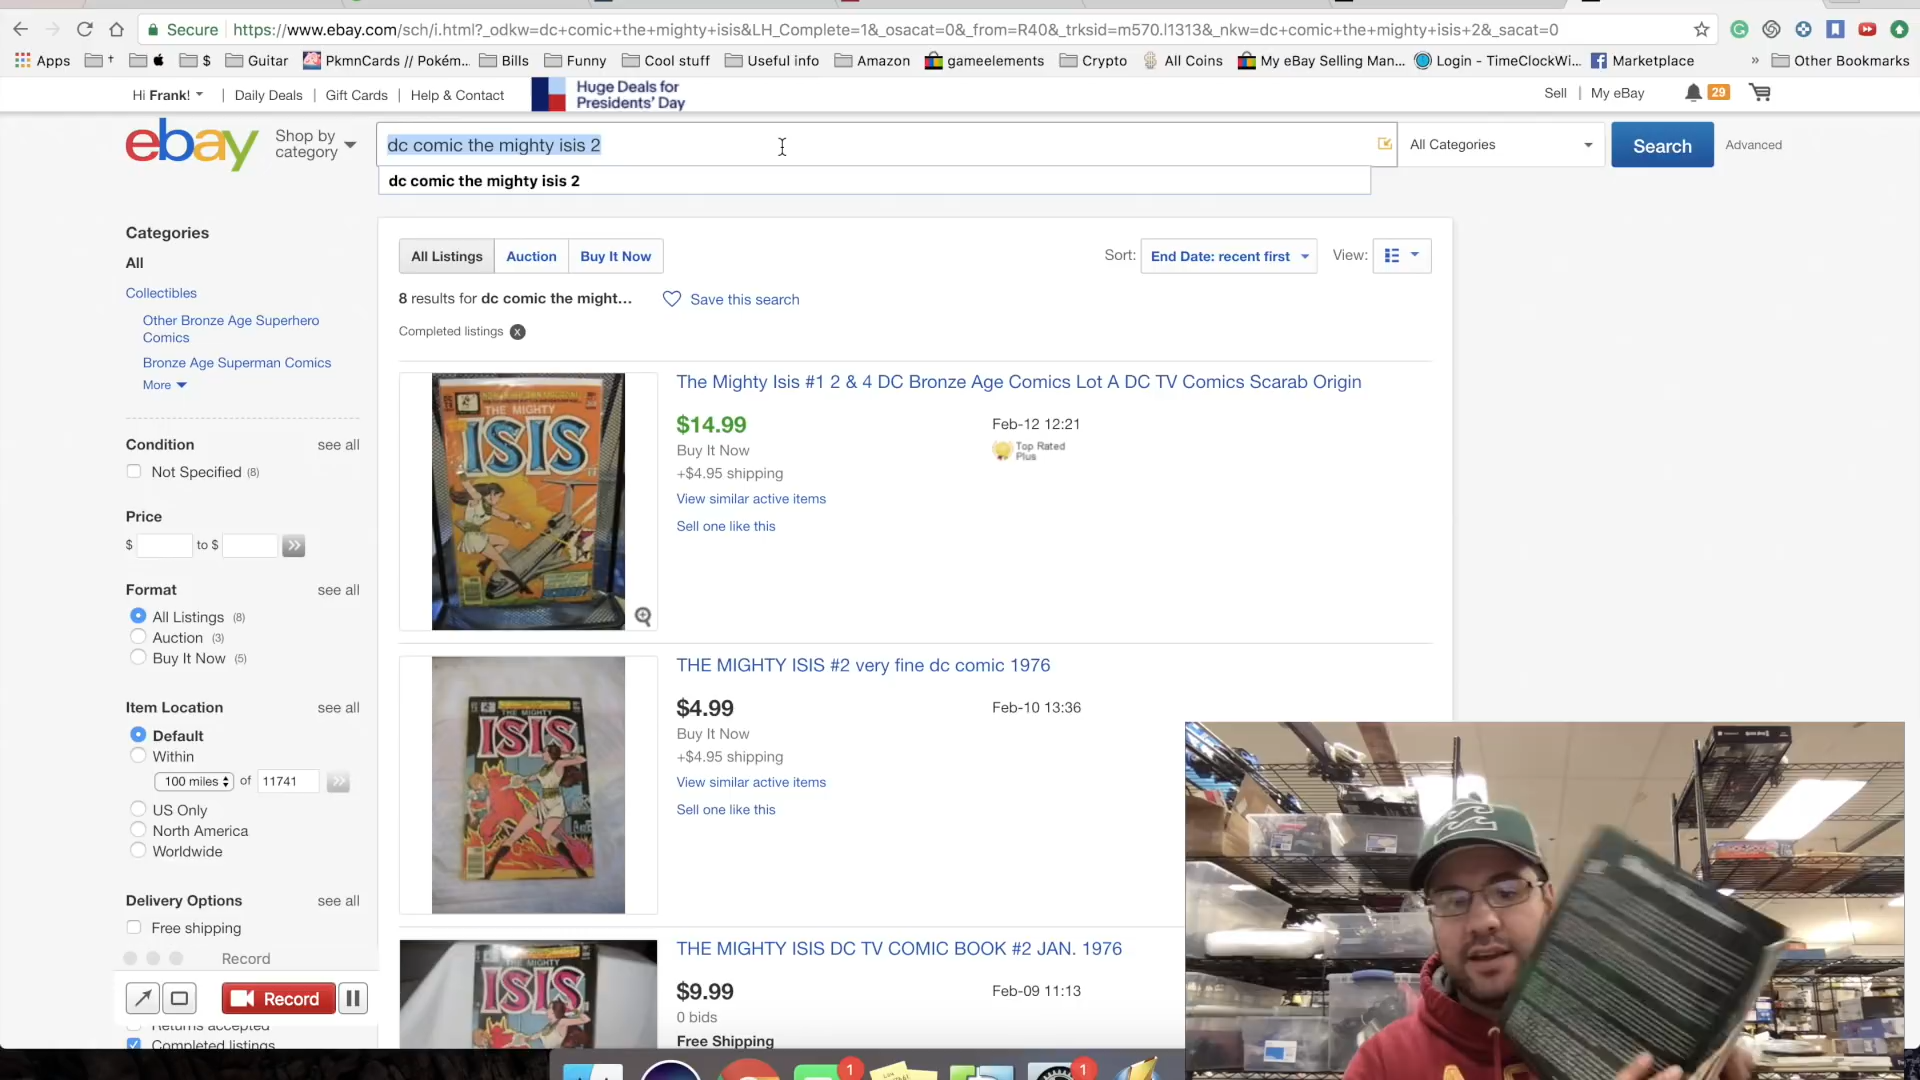 Secure https://www.ebay.com/sch/i.html?_odkw=dc+comic+the+mighty+isis&LH_Complete=1&_osacat=0&_from=R40&_trksid=m570.l1313&_nkw=dc+comic+the+mighty+isis+2&_sacat=0
Apps † $ Guitar PkmnCards // Pokém... Bills Funny Cool stuff Useful info Amazon gameelements Crypto All Coins My eBay Selling Man... Login - TimeClockWi... Marketplace » Other Bookmarks
Hi Frank! Daily Deals Gift Cards Help & Contact Huge Deals for Presidents' Day Sell My eBay 29
ebay Shop by category dc comic the mighty isis 2 All Categories Search Advanced
dc comic the mighty isis 2
Categories
All
Collectibles
Other Bronze Age Superhero Comics
Bronze Age Superman Comics
More
Condition see all
Not Specified (8)
Price
$ to $
Format see all
All Listings (8)
Auction (3)
Buy It Now (5)
Item Location see all
Default
Within
100 miles of 11741
US Only
North America
Worldwide
Delivery Options see all
Free shipping
Record
Record
Returns accepted
Completed listings
All Listings Auction Buy It Now Sort: End Date: recent first View:
8 results for dc comic the might... Save this search
Completed listings x
THE MIGHTY
ISIS
The Mighty Isis #1 2 & 4 DC Bronze Age Comics Lot A DC TV Comics Scarab Origin
$14.99 Feb-12 12:21
Buy It Now Top Rated Plus
+$4.95 shipping
View similar active items
Sell one like this
THE MIGHTY
ISIS
THE MIGHTY ISIS #2 very fine dc comic 1976
$4.99 Feb-10 13:36
Buy It Now
+$4.95 shipping
View similar active items
Sell one like this
THE MIGHTY
ISIS
THE MIGHTY ISIS DC TV COMIC BOOK #2 JAN. 1976
$9.99 Feb-09 11:13
0 bids
Free Shipping
1
1